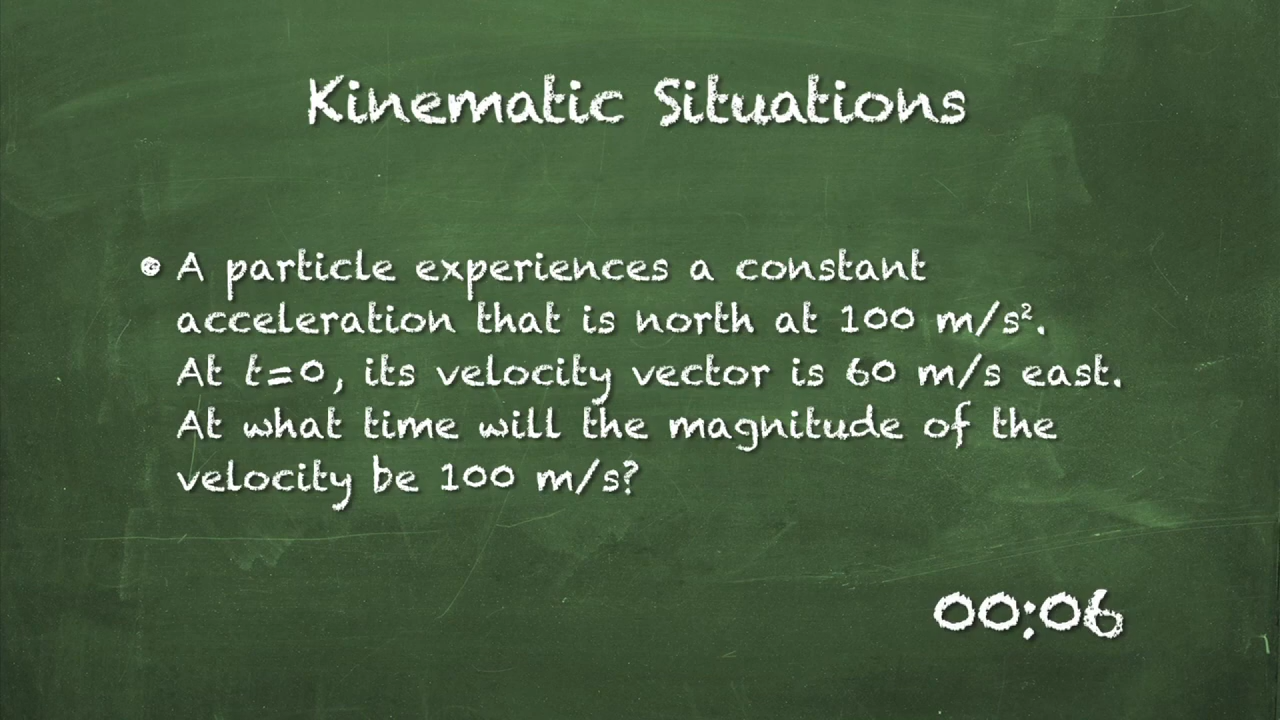 Kinematic Situations
• A particle experiences a constant
acceleration that is north at 100 m/s².
At t=0, its velocity vector is 60 m/s east.
At what time will the magnitude of the
velocity be 100 m/s?
00:06